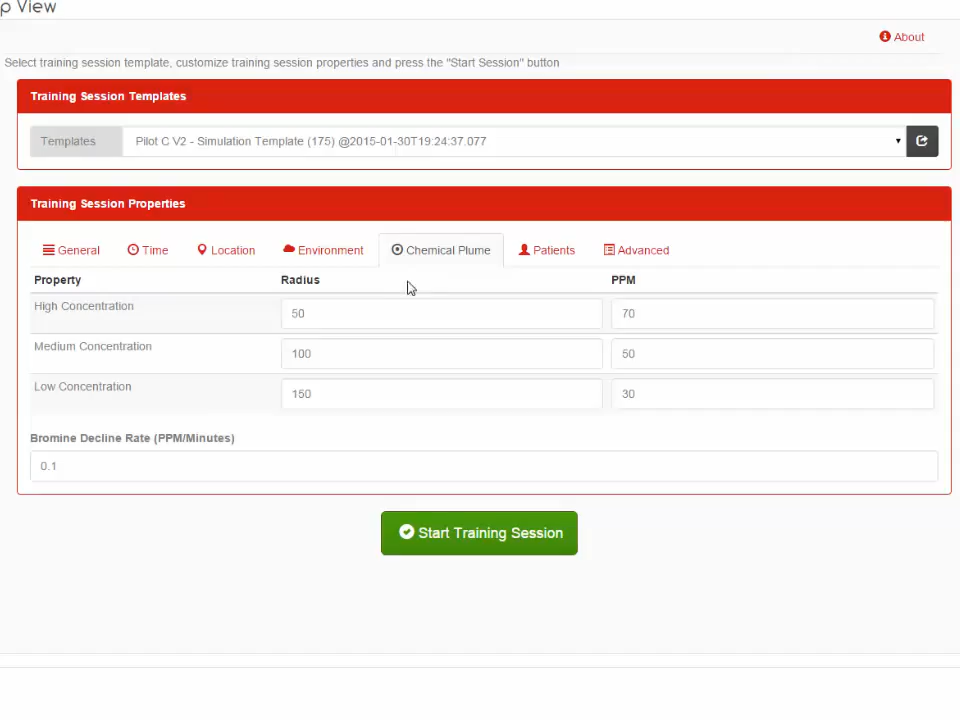 p View
About
Select training session template, customize training session properties and press the "Start Session" button
Training Session Templates
Templates Pilot C V2 - Simulation Template (175) @2015-01-30T19:24:37.077
Training Session Properties
General Time Location Environment Chemical Plume Patients Advanced
Property Radius PPM
High Concentration 50 70
Medium Concentration 100 50
Low Concentration 150 30
Bromine Decline Rate (PPM/Minutes)
0.1
Start Training Session